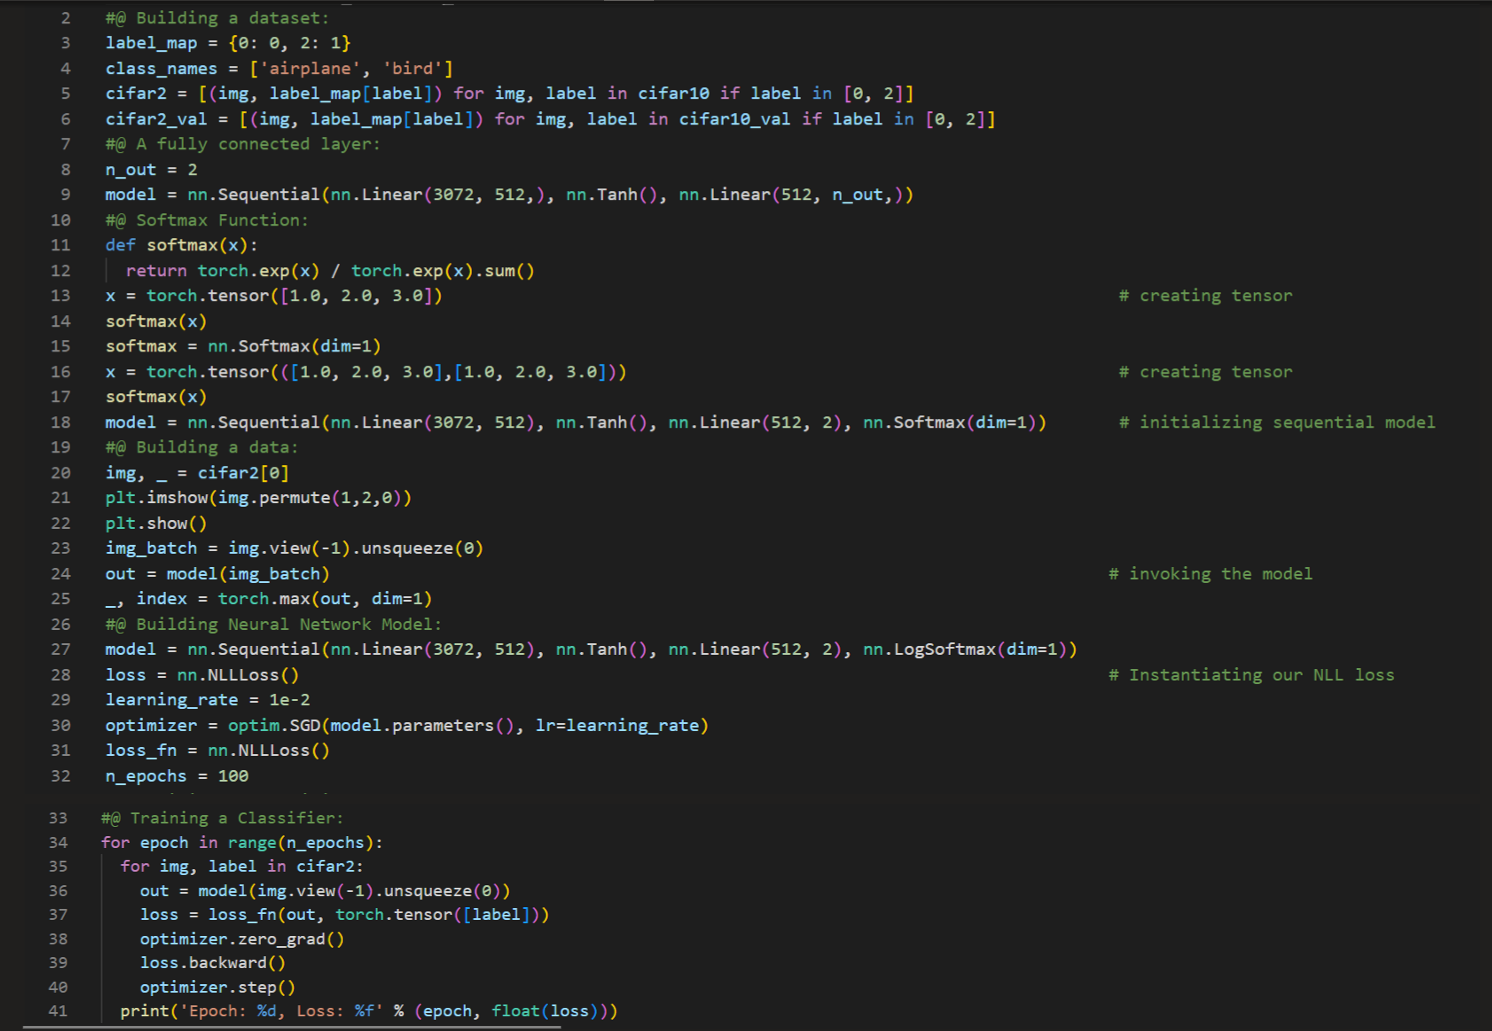 2 #@ Building a dataset:
3 label_map = {0: 0, 2: 1}
4 class_names = ['airplane', 'bird']
5 cifar2 = [(img, label_map[label]) for img, label in cifar10 if label in [0, 2]]
6 cifar2_val = [(img, label_map[label]) for img, label in cifar10_val if label in [0, 2]]
7 #@ A fully connected layer:
8 n_out = 2
9 model = nn.Sequential(nn.Linear(3072, 512,), nn.Tanh(), nn.Linear(512, n_out,))
10 #@ Softmax Function:
11 def softmax(x):
12 return torch.exp(x) / torch.exp(x).sum()
13 x = torch.tensor([1.0, 2.0, 3.0]) # creating tensor
14 softmax(x)
15 softmax = nn.Softmax(dim=1)
16 x = torch.tensor(([1.0, 2.0, 3.0],[1.0, 2.0, 3.0])) # creating tensor
17 softmax(x)
18 model = nn.Sequential(nn.Linear(3072, 512), nn.Tanh(), nn.Linear(512, 2), nn.Softmax(dim=1)) # initializing sequential model
19 #@ Building a data:
20 img, _ = cifar2[0]
21 plt.imshow(img.permute(1,2,0))
22 plt.show()
23 img_batch = img.view(-1).unsqueeze(0)
24 out = model(img_batch) # invoking the model
25 _, index = torch.max(out, dim=1)
26 #@ Building Neural Network Model:
27 model = nn.Sequential(nn.Linear(3072, 512), nn.Tanh(), nn.Linear(512, 2), nn.LogSoftmax(dim=1))
28 loss = nn.NLLLoss() # Instantiating our NLL loss
29 learning_rate = 1e-2
30 optimizer = optim.SGD(model.parameters(), lr=learning_rate)
31 loss_fn = nn.NLLLoss()
32 n_epochs = 100
33 #@ Training a Classifier:
34 for epoch in range(n_epochs):
35 for img, label in cifar2:
36 out = model(img.view(-1).unsqueeze(0))
37 loss = loss_fn(out, torch.tensor([label]))
38 optimizer.zero_grad()
39 loss.backward()
40 optimizer.step()
41 print('Epoch: %d, Loss: %f' % (epoch, float(loss)))